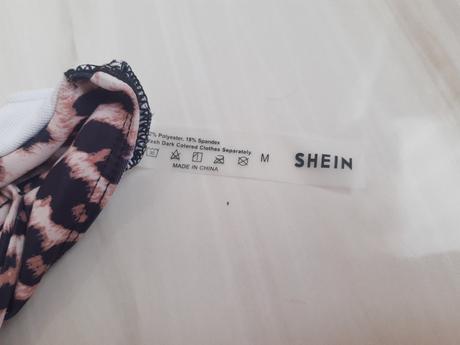 Polyester, 18% Spandex
Dark Colored Clothes Separately
M SHEIN
MADE IN CHINA